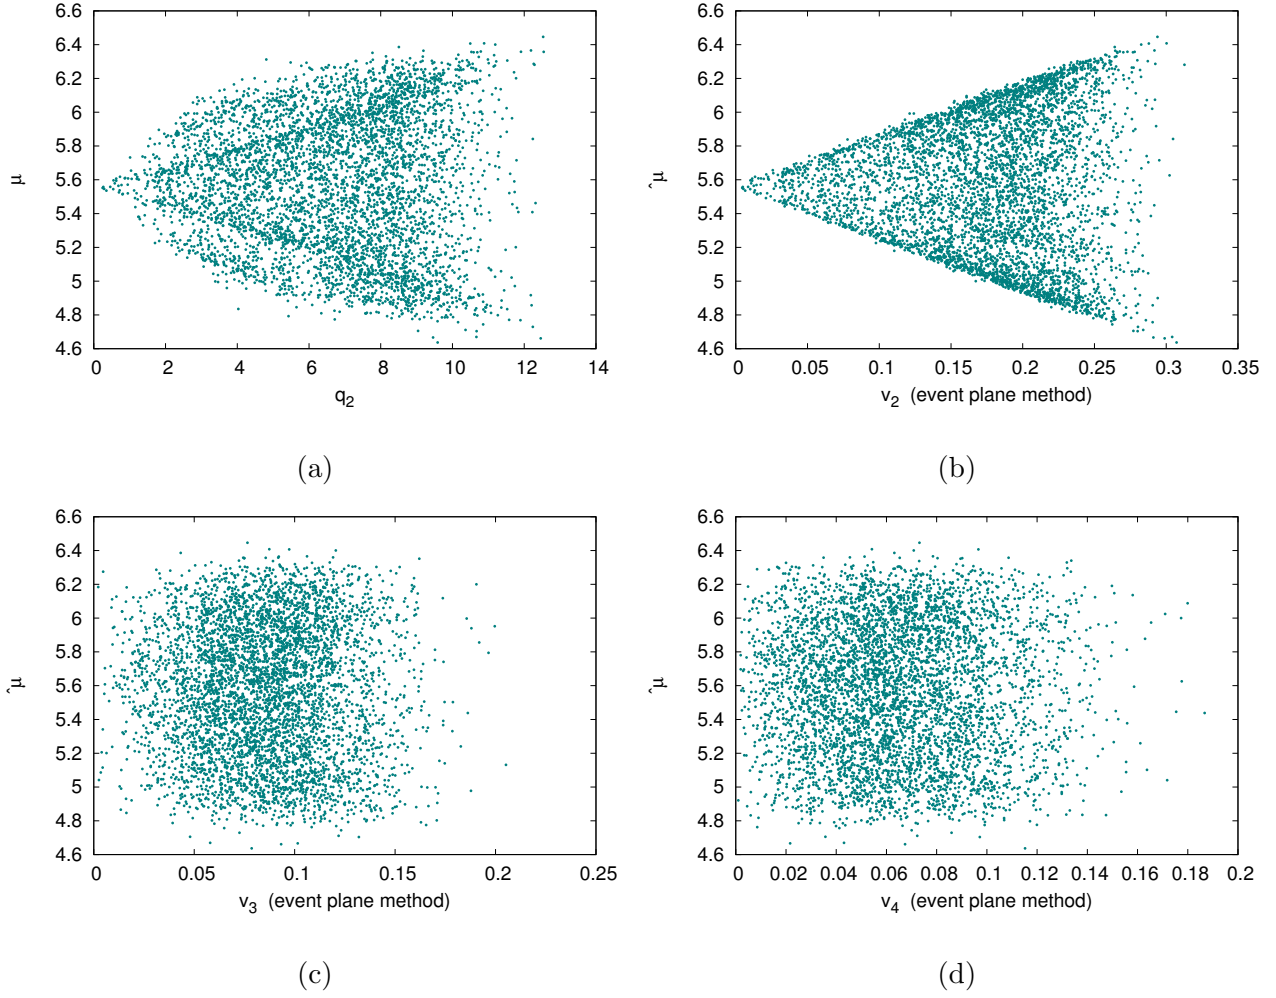 6.6
6.4
6.2
6
5.8
5.6
5.4
5.2
5
4.8
4.6
μ
0 2 4 6 8 10 12 14
q2
(a)
6.6
6.4
6.2
6
5.8
5.6
5.4
5.2
5
4.8
4.6
μ̂
0 0.05 0.1 0.15 0.2 0.25 0.3 0.35
v2 (event plane method)
(b)
6.6
6.4
6.2
6
5.8
5.6
5.4
5.2
5
4.8
4.6
μ̂
0 0.05 0.1 0.15 0.2 0.25
v3 (event plane method)
(c)
6.6
6.4
6.2
6
5.8
5.6
5.4
5.2
5
4.8
4.6
μ̂
0 0.02 0.04 0.06 0.08 0.1 0.12 0.14 0.16 0.18 0.2
v4 (event plane method)
(d)